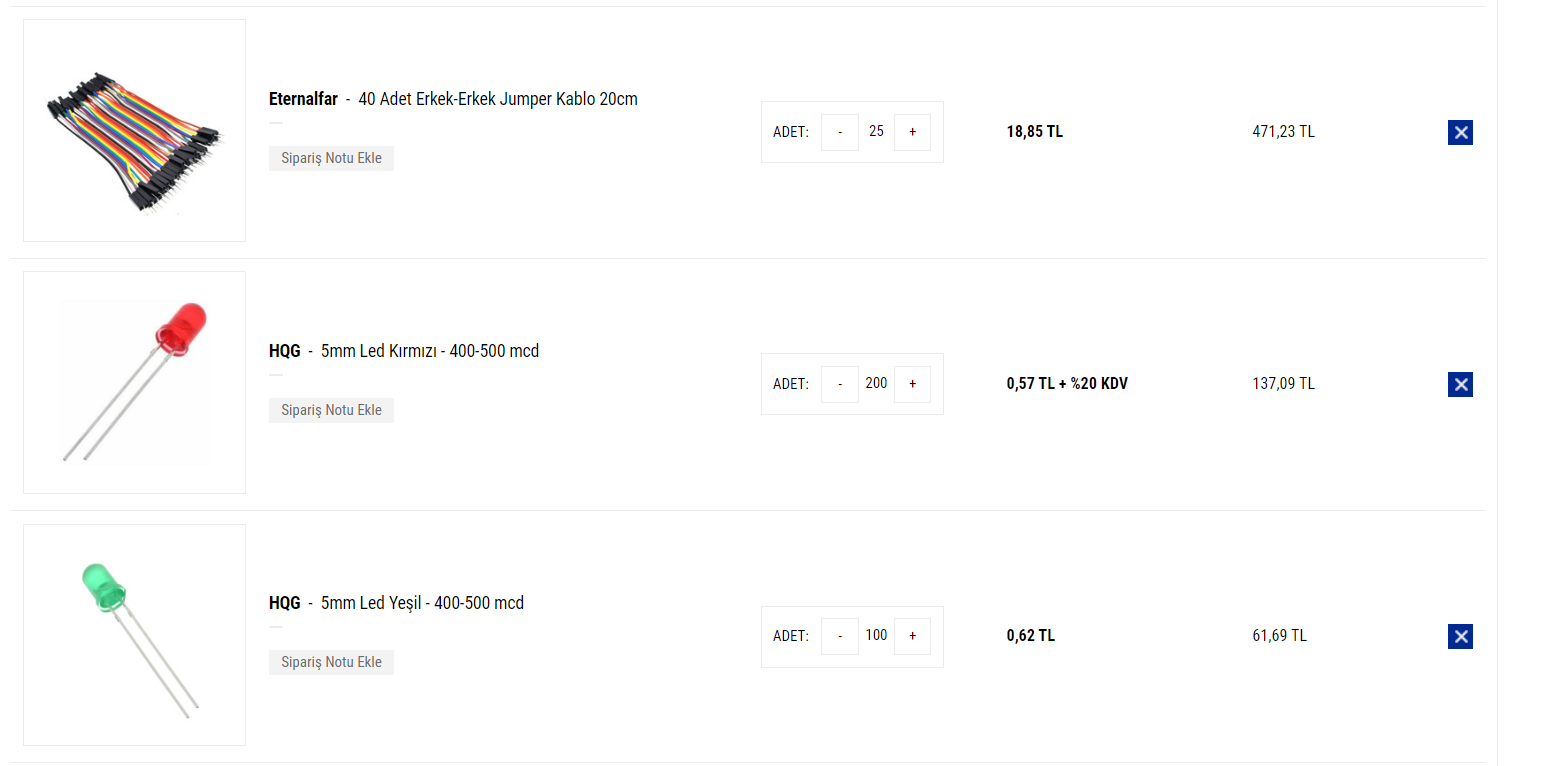 Eternalfar - 40 Adet Erkek-Erkek Jumper Kablo 20cm
Sipariş Notu Ekle
ADET: - 25 +
18,85 TL
471,23 TL
HQG - 5mm Led Kırmızı - 400-500 mcd
Sipariş Notu Ekle
ADET: - 200 +
0,57 TL + %20 KDV
137,09 TL
HQG - 5mm Led Yeşil - 400-500 mcd
Sipariş Notu Ekle
ADET: - 100 +
0,62 TL
61,69 TL